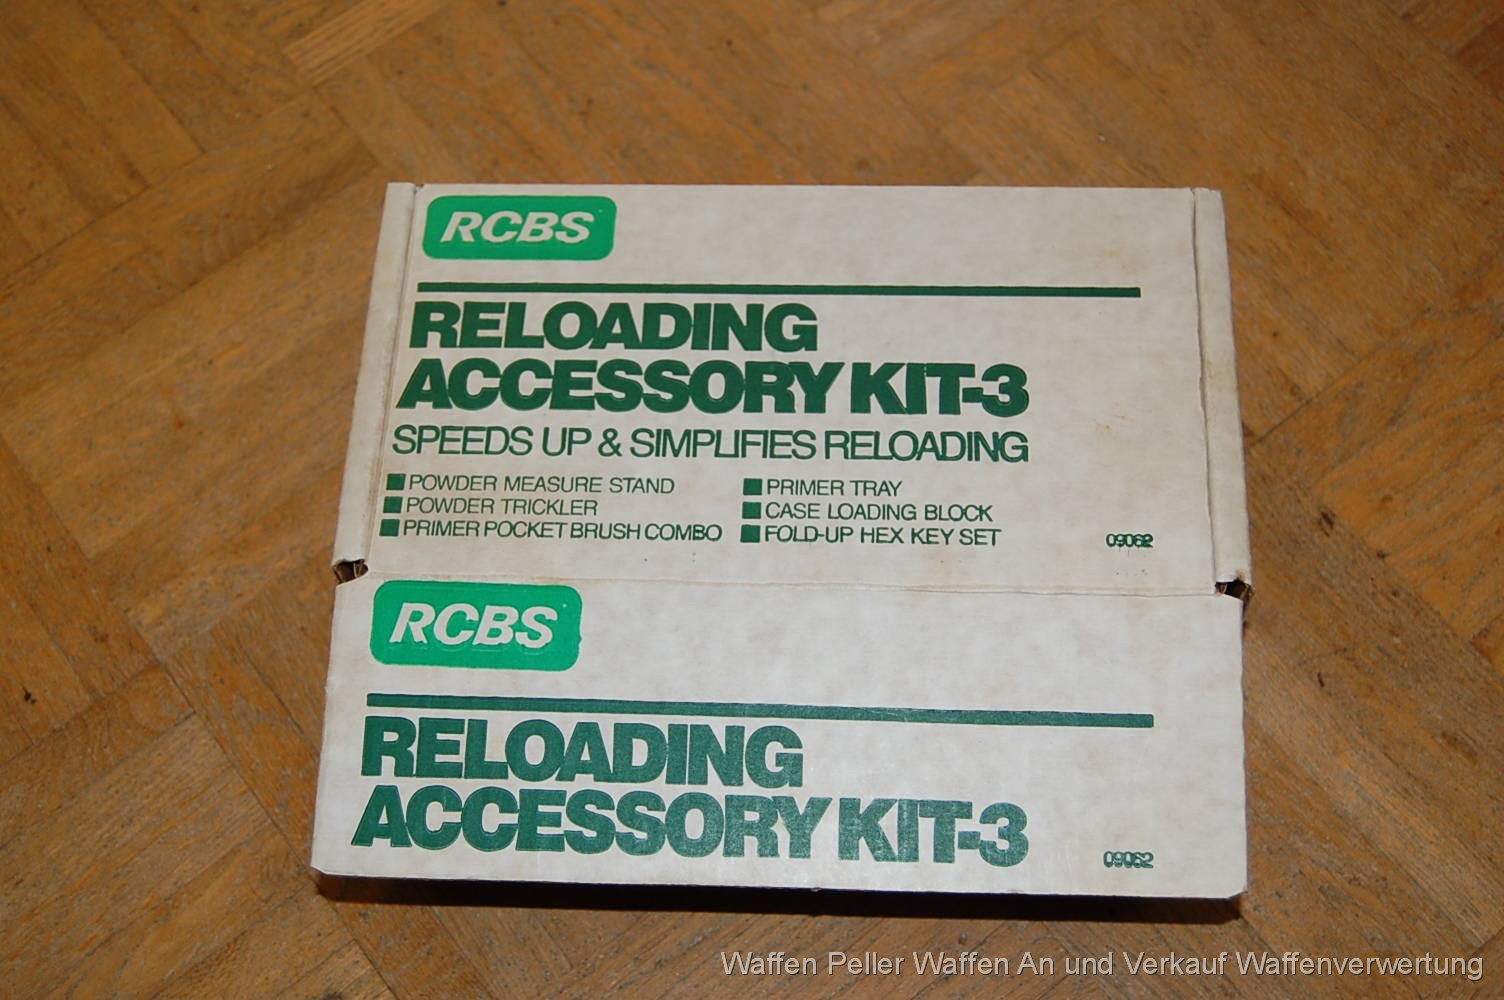 RCBS
RELOADING
ACCESSORY KIT-3
SPEEDS UP & SIMPLIFIES RELOADING
■ POWDER MEASURE STAND
■ POWDER TRICKLER
■ PRIMER POCKET BRUSH COMBO
■ PRIMER TRAY
■ CASE LOADING BLOCK
■ FOLD-UP HEX KEY SET
09062
RCBS
RELOADING
ACCESSORY KIT-3
09062
Waffen Peller Waffen An und Verkauf Waffenverwertung